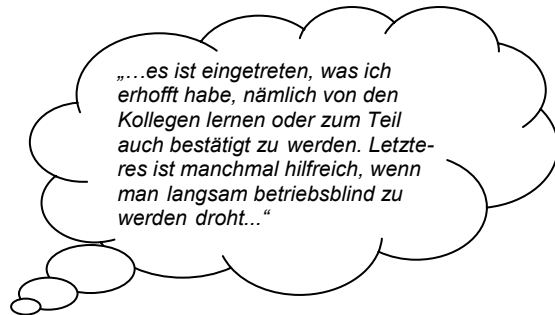 „…es ist eingetreten, was ich
erhofft habe, nämlich von den
Kollegen lernen oder zum Teil
auch bestätigt zu werden. Letzte-
res ist manchmal hilfreich, wenn
man langsam betriebsblind zu
werden droht...“